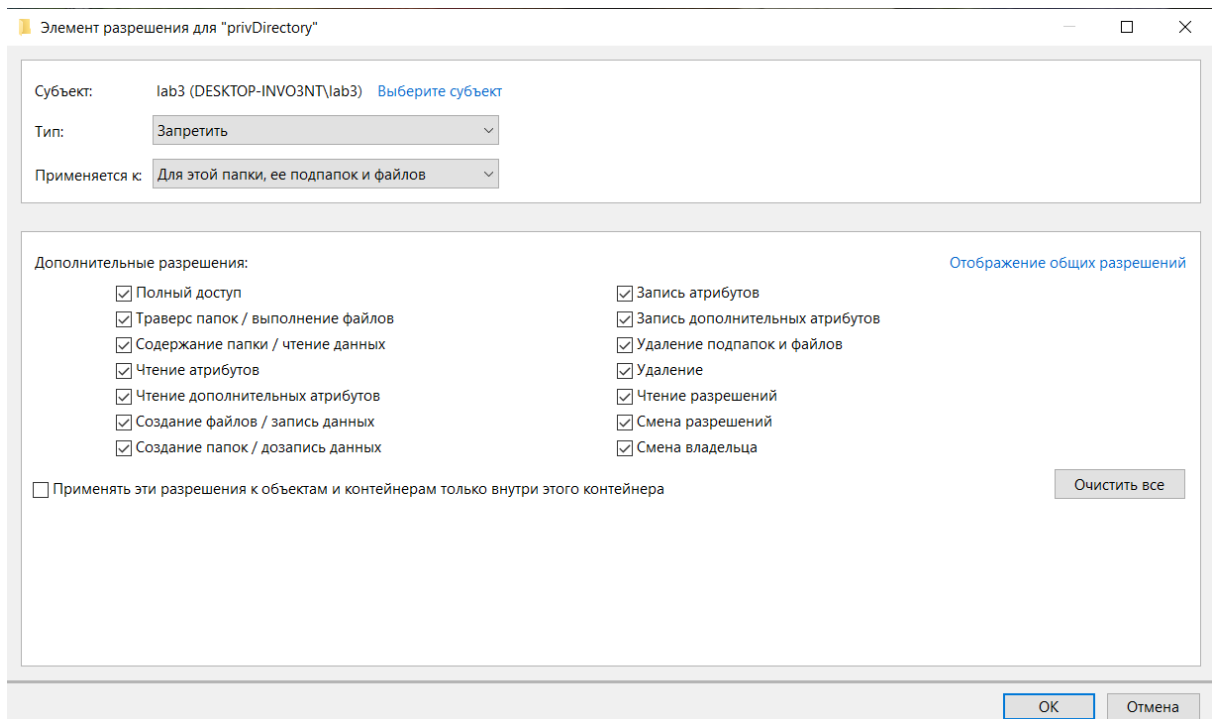 Элемент разрешения для "privDirectory"
Субъект: lab3 (DESKTOP-INVO3NT\lab3) Выберите субъект
Тип: Запретить
Применяется к: Для этой папки, ее подпапок и файлов
Дополнительные разрешения: Отображение общих разрешений
Полный доступ Запись атрибутов
Траверс папок / выполнение файлов Запись дополнительных атрибутов
Содержание папки / чтение данных Удаление подпапок и файлов
Чтение атрибутов Удаление
Чтение дополнительных атрибутов Чтение разрешений
Создание файлов / запись данных Смена разрешений
Создание папок / дозапись данных Смена владельца
Применять эти разрешения к объектам и контейнерам только внутри этого контейнера Очистить все
OK Отмена